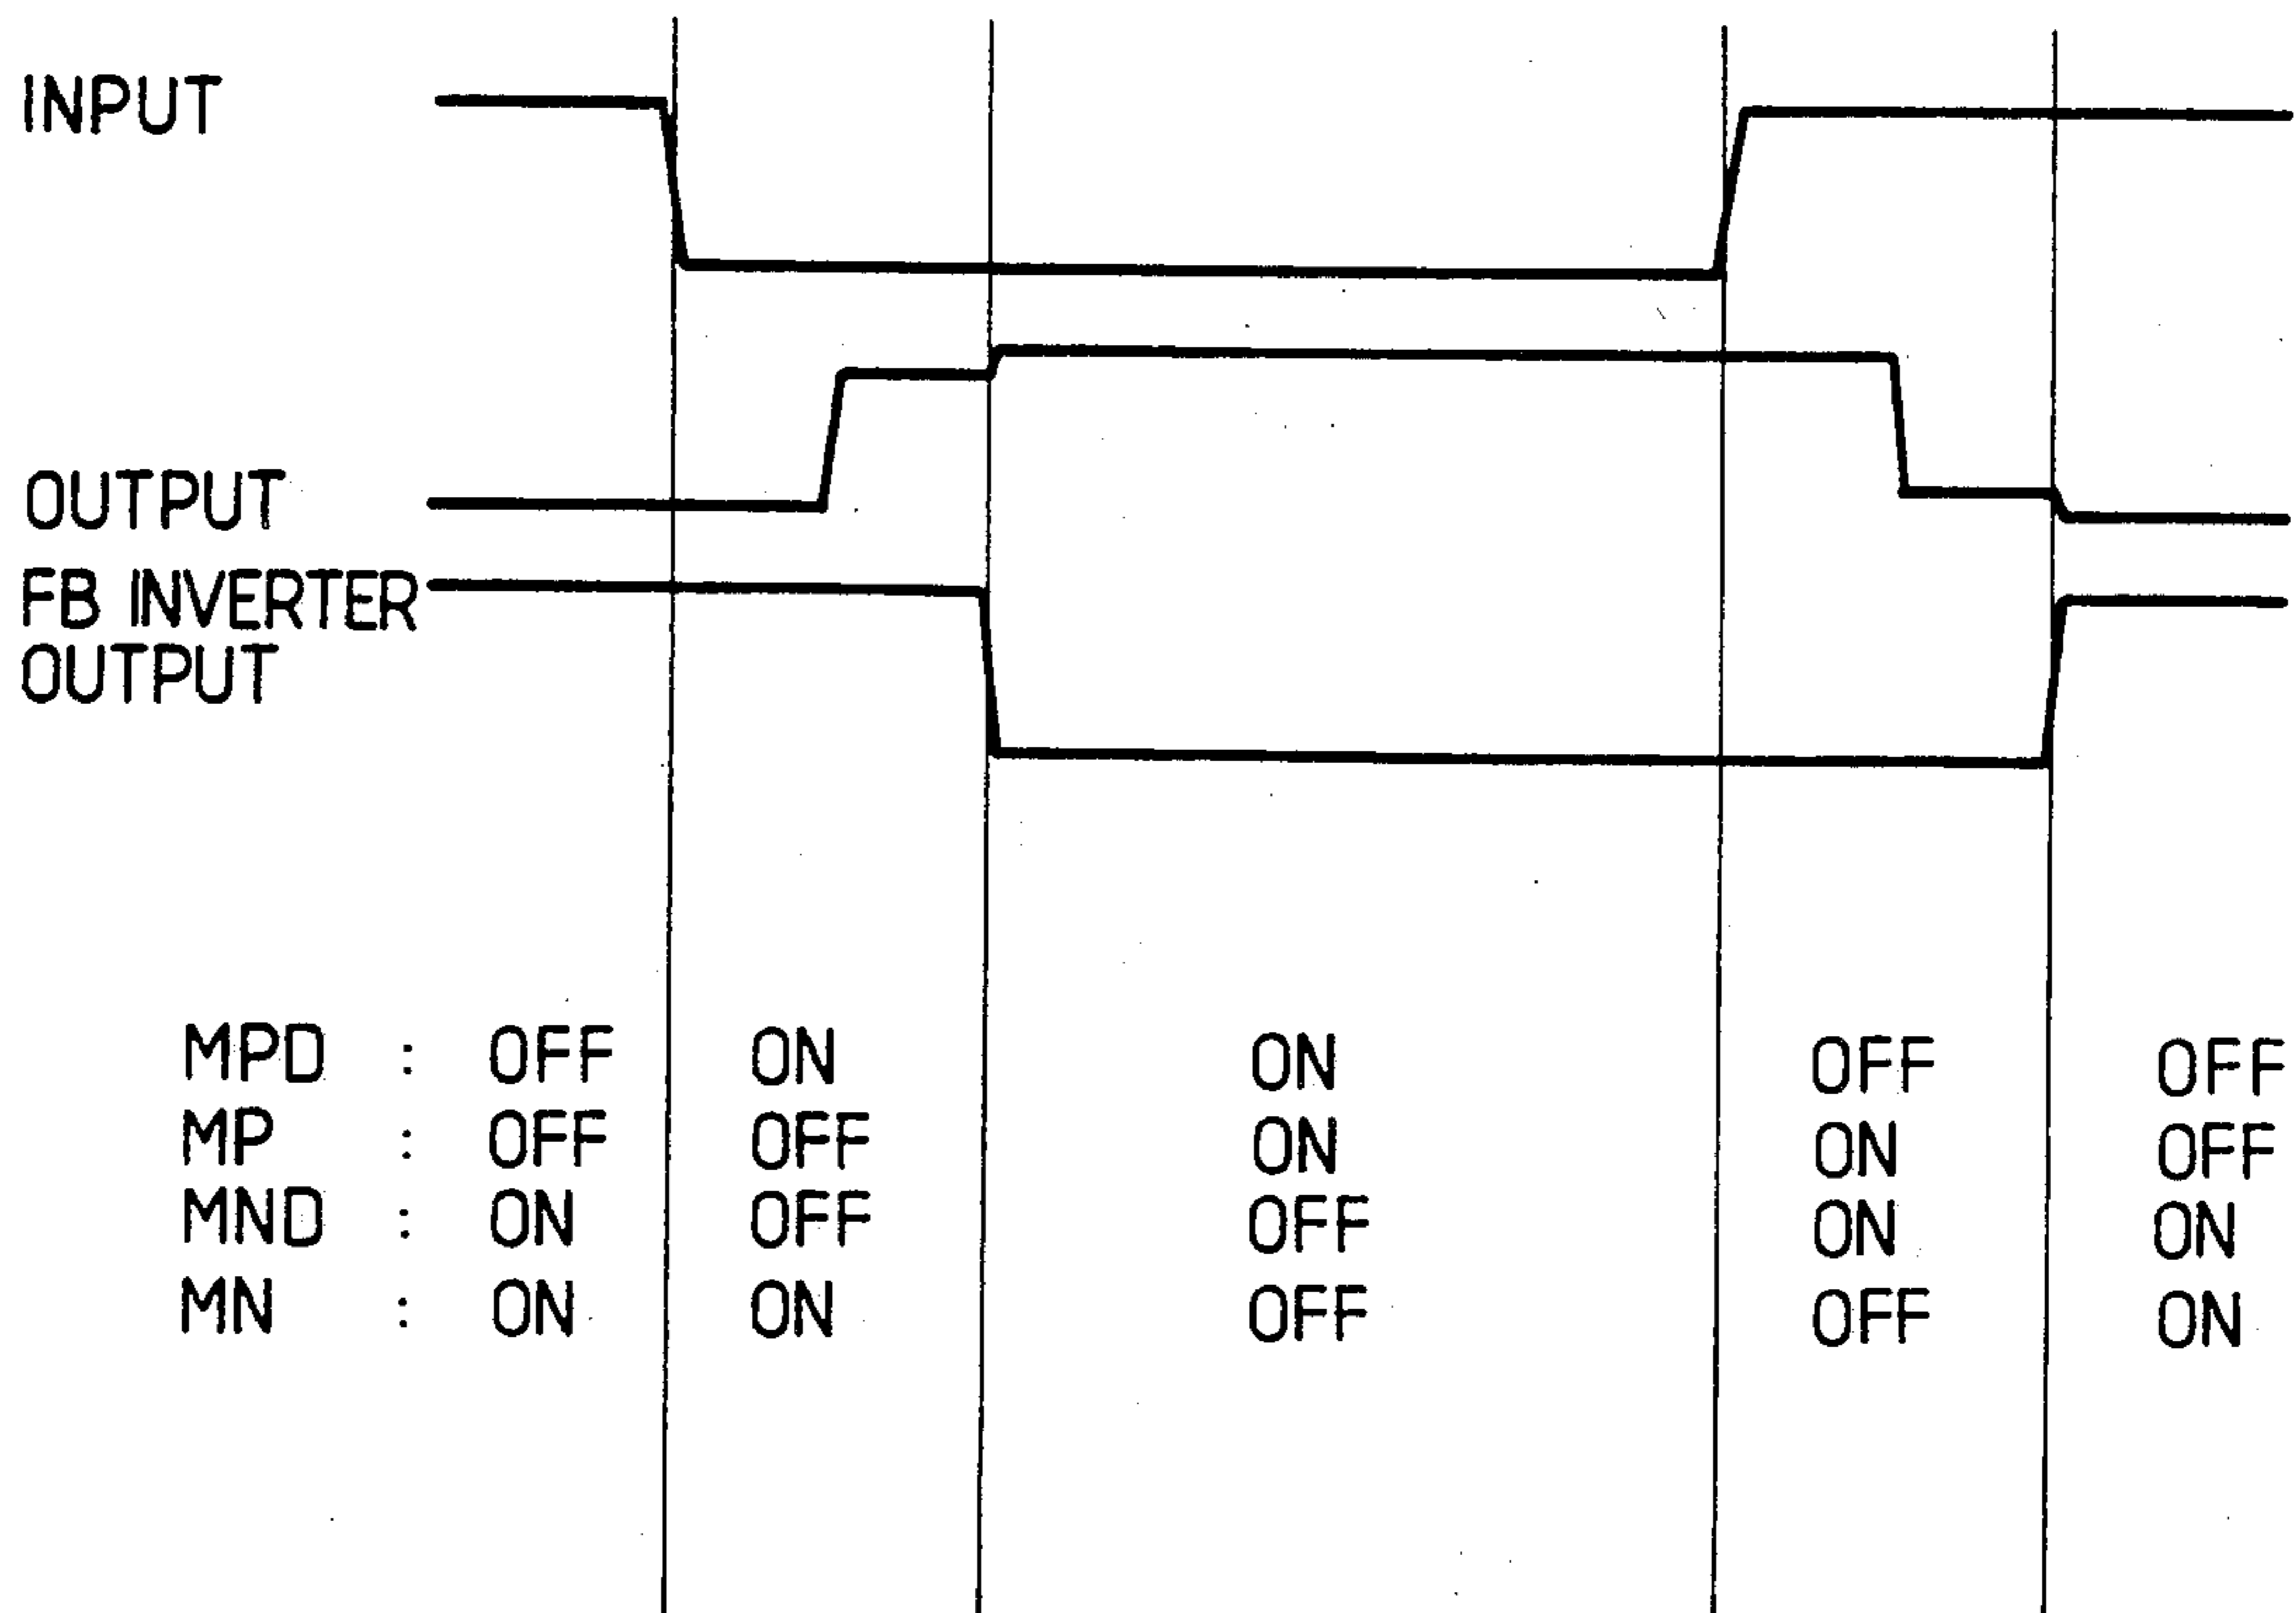 INPUT
OUTPUT
FB INVERTER
OUTPUT
MPD : OFF ON ON OFF OFF
MP : OFF OFF ON ON OFF
MND : ON OFF OFF ON ON
MN : ON ON OFF OFF ON